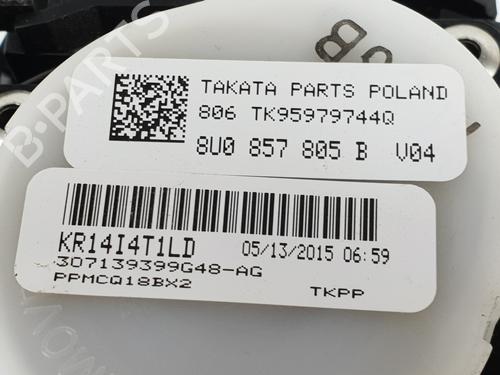 TAKATA PARTS POLAND
806 TK95979744Q
8U0 857 805 B V04
KR14I4T1LD 05/13/2015 06:59
307139399G48-AG
PPMCQ18BX2 TKPP
B-PARTS